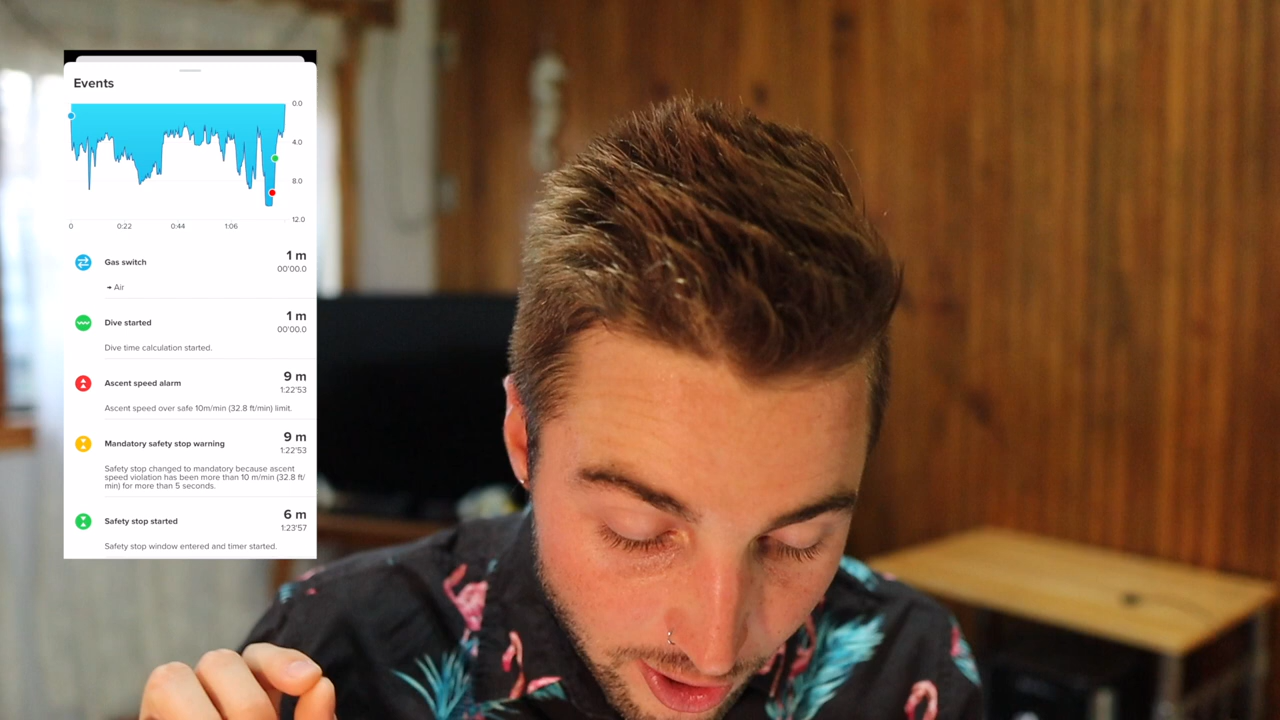 Events
0.0
4.0
8.0
12.0
0 0:22 0:44 1:06
Gas switch 1 m
00'00.0
→ Air
Dive started 1 m
00'00.0
Dive time calculation started.
Ascent speed alarm 9 m
1:22'53
Ascent speed over safe 10m/min (32.8 ft/min) limit.
Mandatory safety stop warning 9 m
1:22'53
Safety stop changed to mandatory because ascent
speed violation has been more than 10 m/min (32.8 ft/
min) for more than 5 seconds.
Safety stop started 6 m
1:23'57
Safety stop window entered and timer started.